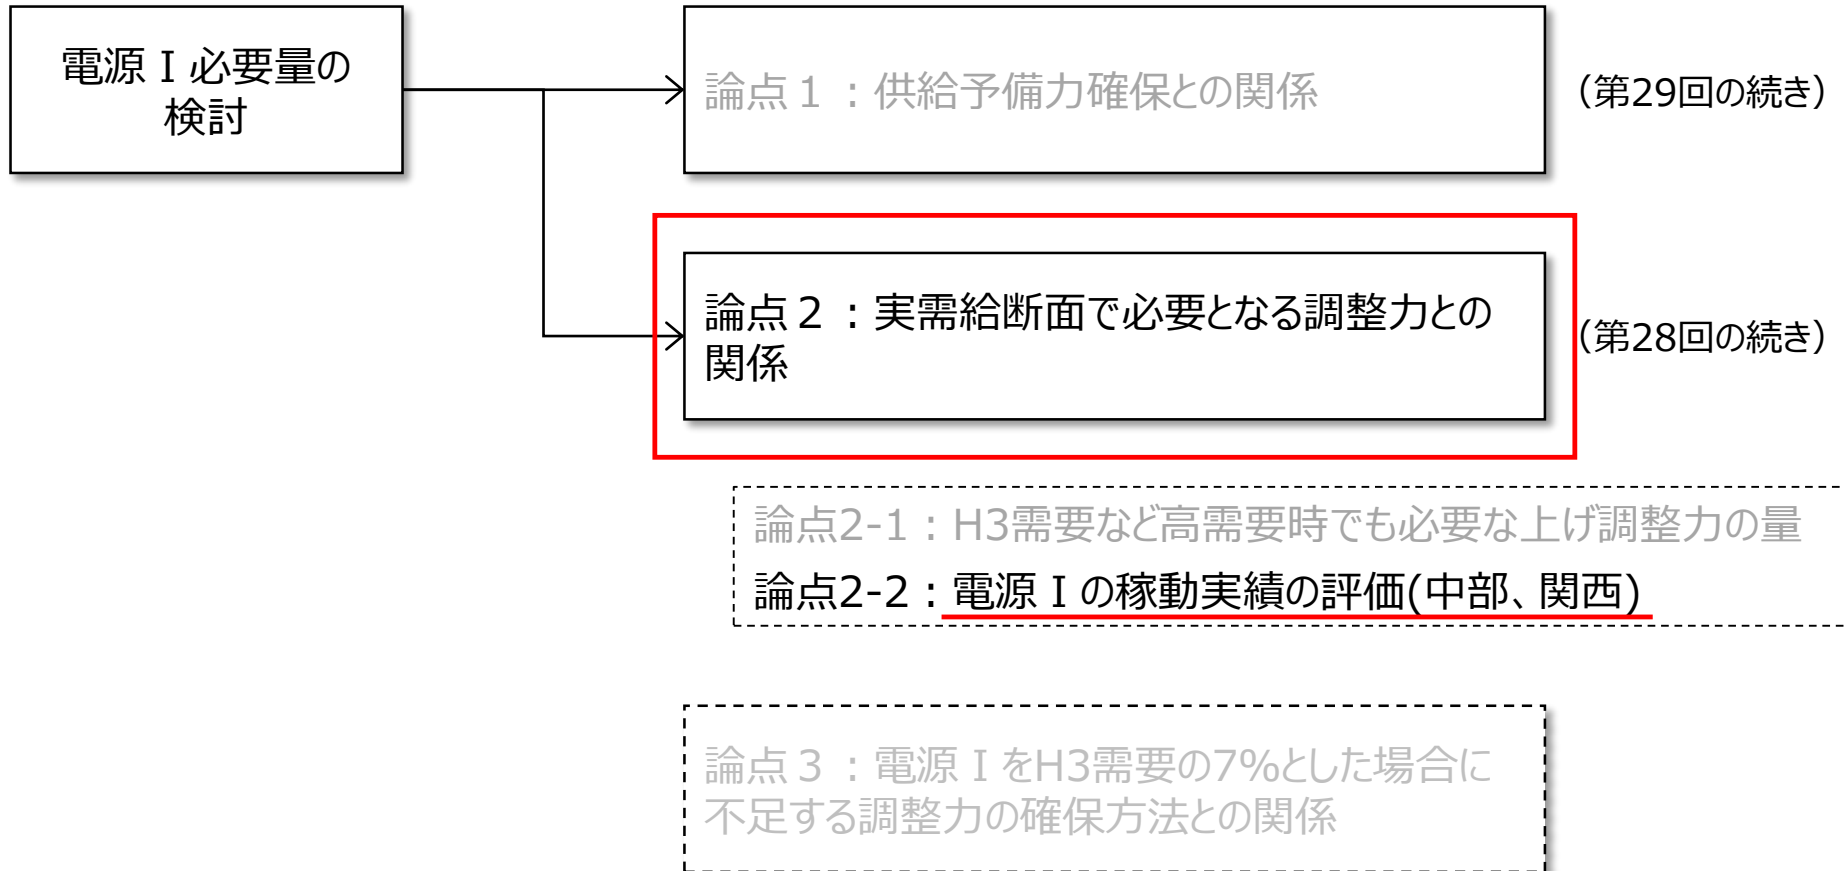 電源Ⅰ必要量の
検討
論点1：供給予備力確保との関係
（第29回の続き）
論点2：実需給断面で必要となる調整力との
関係
（第28回の続き）
論点2-1：H3需要など高需要時でも必要な上げ調整力の量
論点2-2：電源Ⅰの稼動実績の評価(中部、関西)
論点3：電源ⅠをH3需要の7%とした場合に
不足する調整力の確保方法との関係